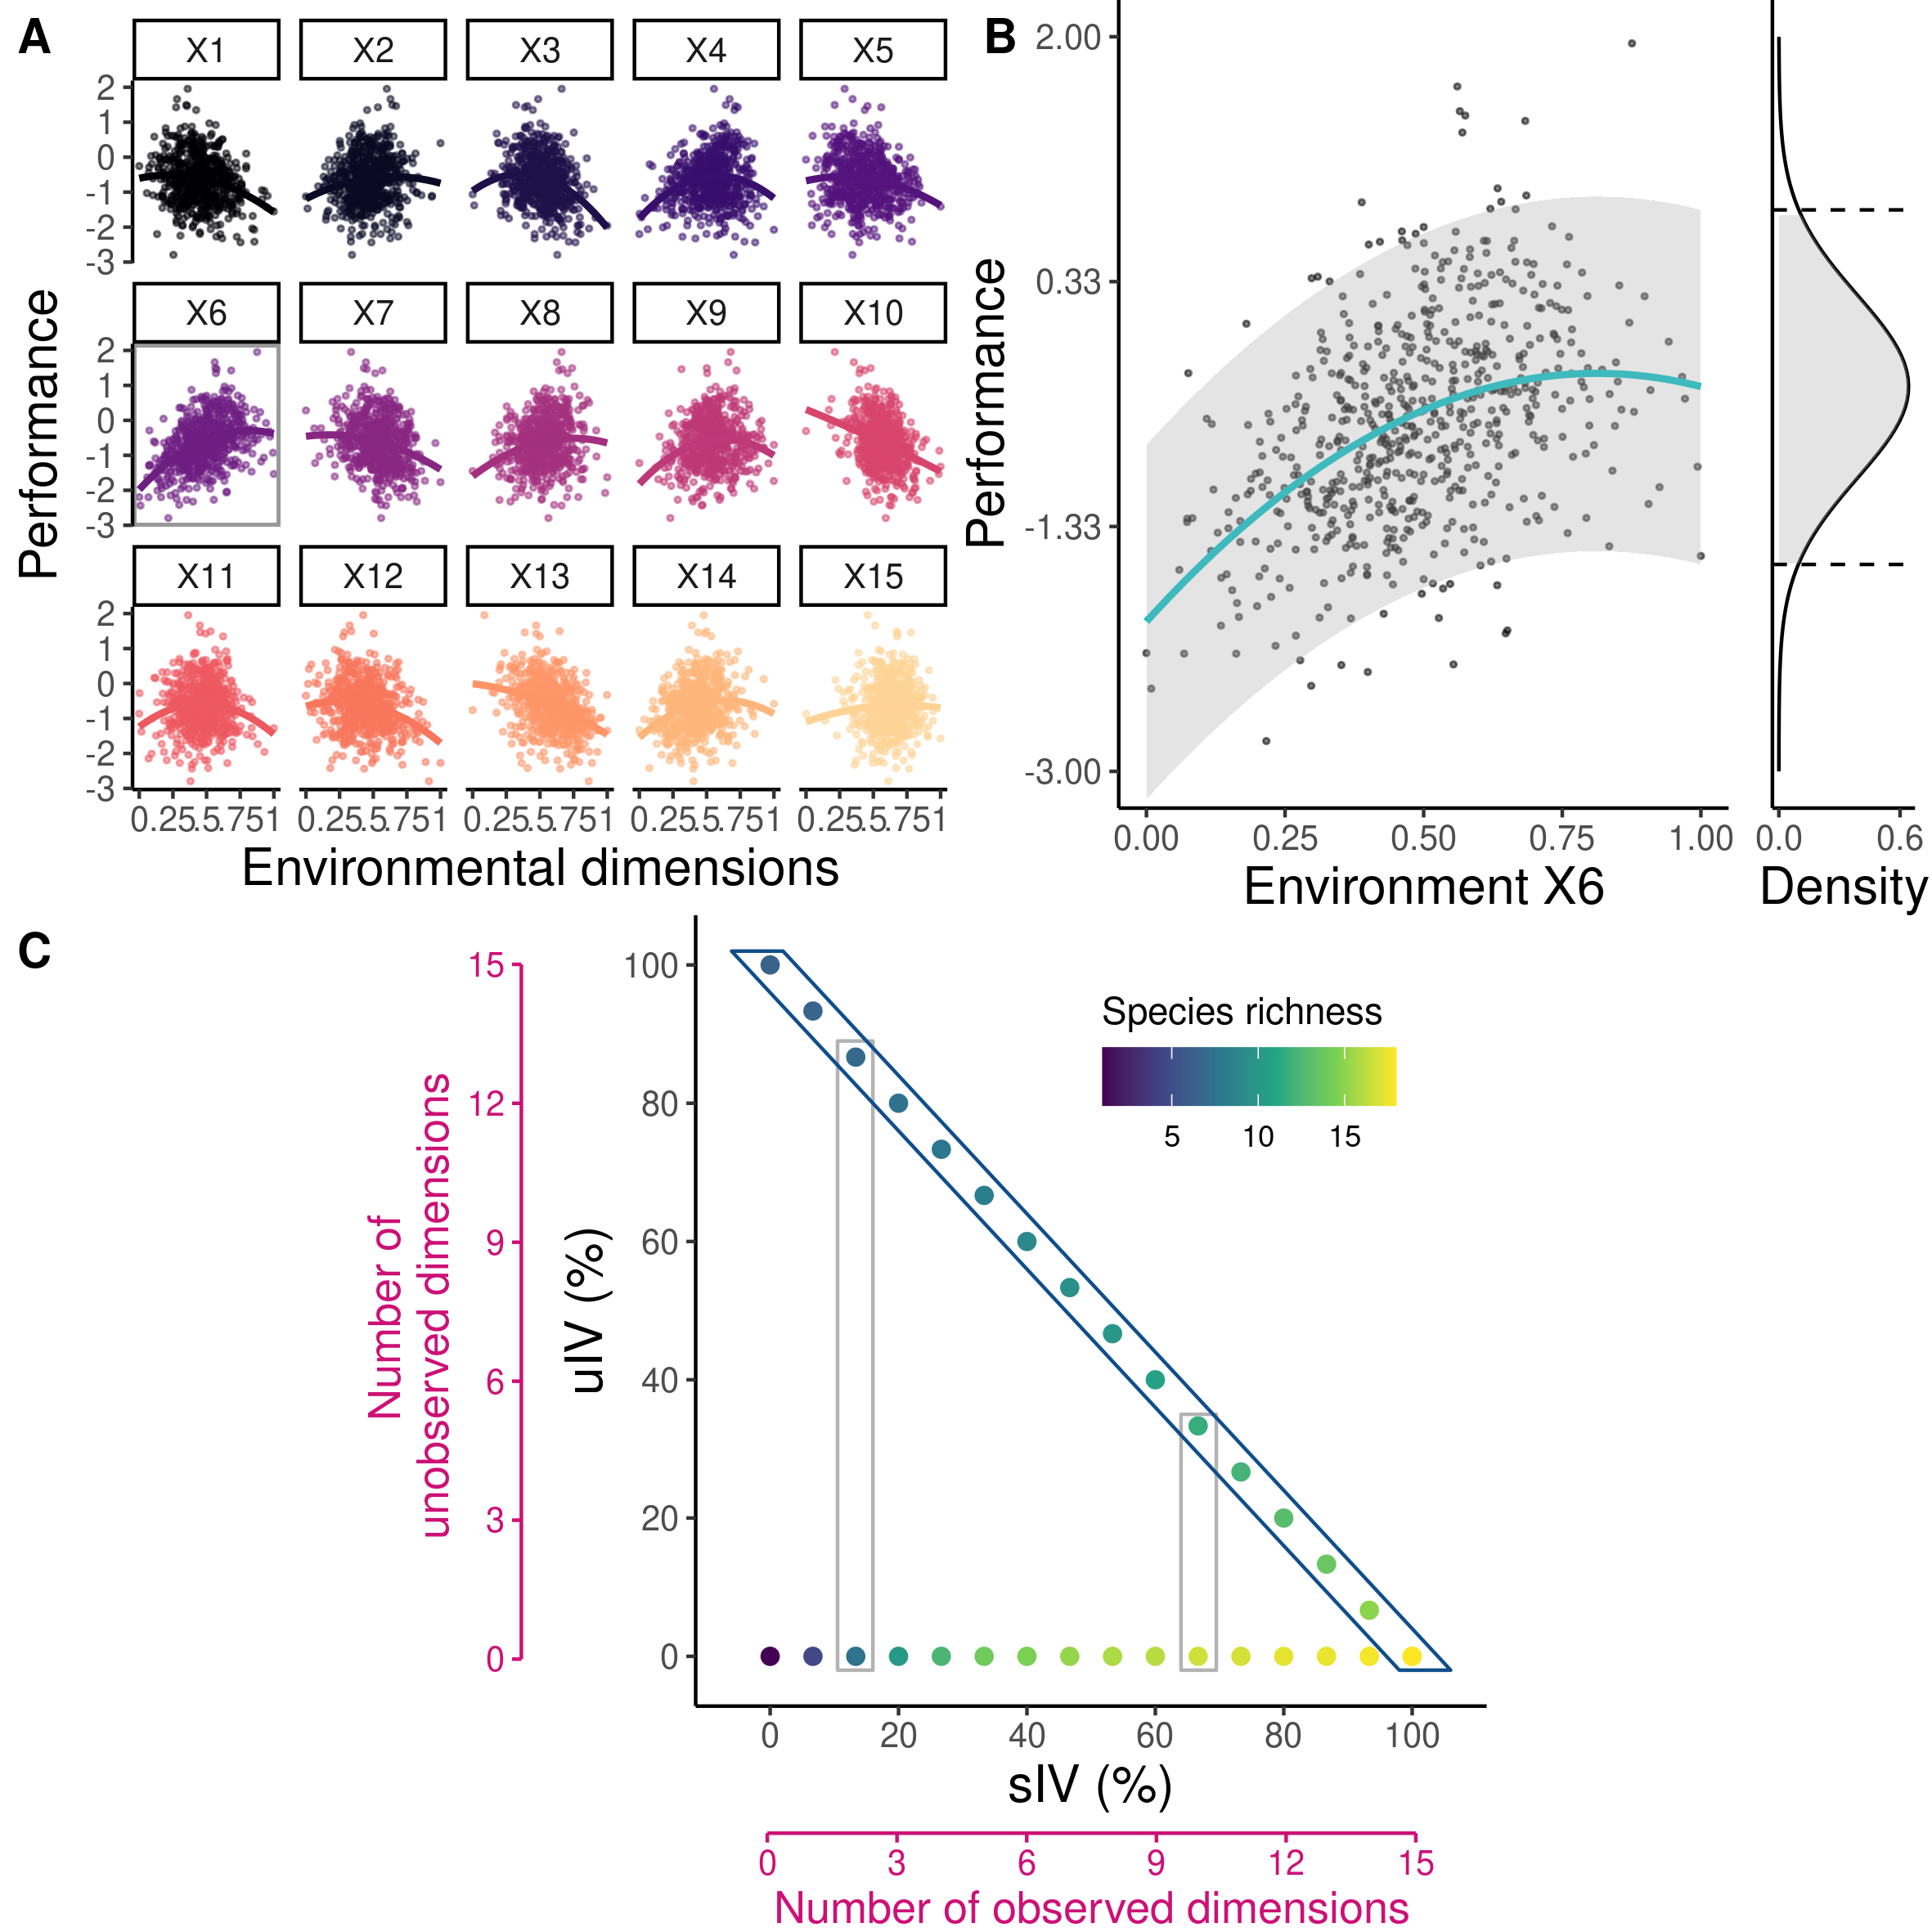 A
X1 X2 X3 X4 X5
2
1
0
-1
-2
-3
X6 X7 X8 X9 X10
2
1
0
-1
-2
-3
X11 X12 X13 X14 X15
2
1
0
-1
-2
-3
0.25.5.751 0.25.5.751 0.25.5.751 0.25.5.751 0.25.5.751
Performance
Environmental dimensions
B
2.00
0.33
-1.33
-3.00
Performance
0.00 0.25 0.50 0.75 1.00
Environment X6
0.0 0.6
Density
C
15
12
9
6
3
0
Number of
unobserved dimensions
100
80
60
40
20
0
uIV (%)
Species richness
5 10 15
0 20 40 60 80 100
sIV (%)
0 3 6 9 12 15
Number of observed dimensions